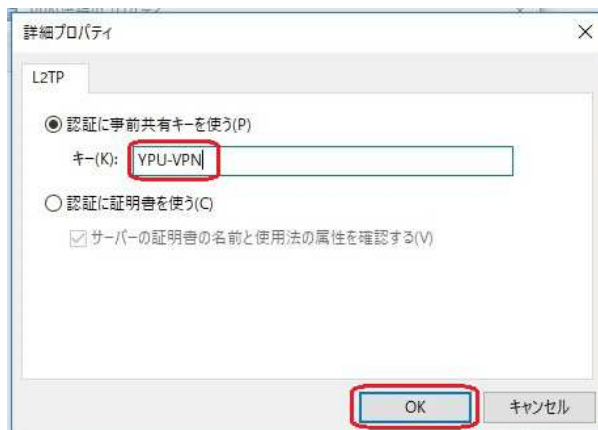 詳細プロパティ
L2TP
認証に事前共有キーを使う(P)
キー(K): YPU-VPN
認証に証明書を使う(C)
サーバーの証明書の名前と使用法の属性を確認する(V)
OK キャンセル